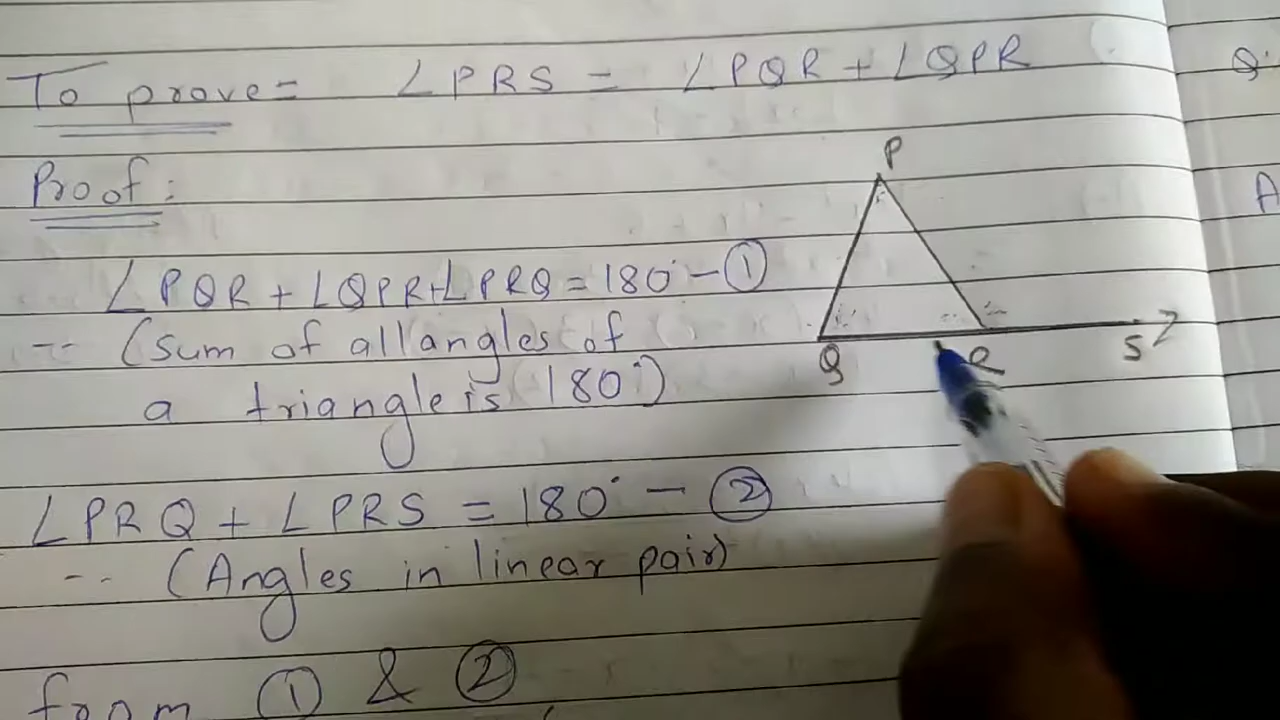 To prove= ∠PRS = ∠PQR + ∠QPR
Proof:
∠PQR + ∠QPR+∠PRQ = 180° - ①
-- (Sum of all angles of
a triangle is 180°)
∠PRQ + ∠PRS = 180° - ②
-- (Angles in linear pair)
from ① & ②
P
Q R S
Q.
A